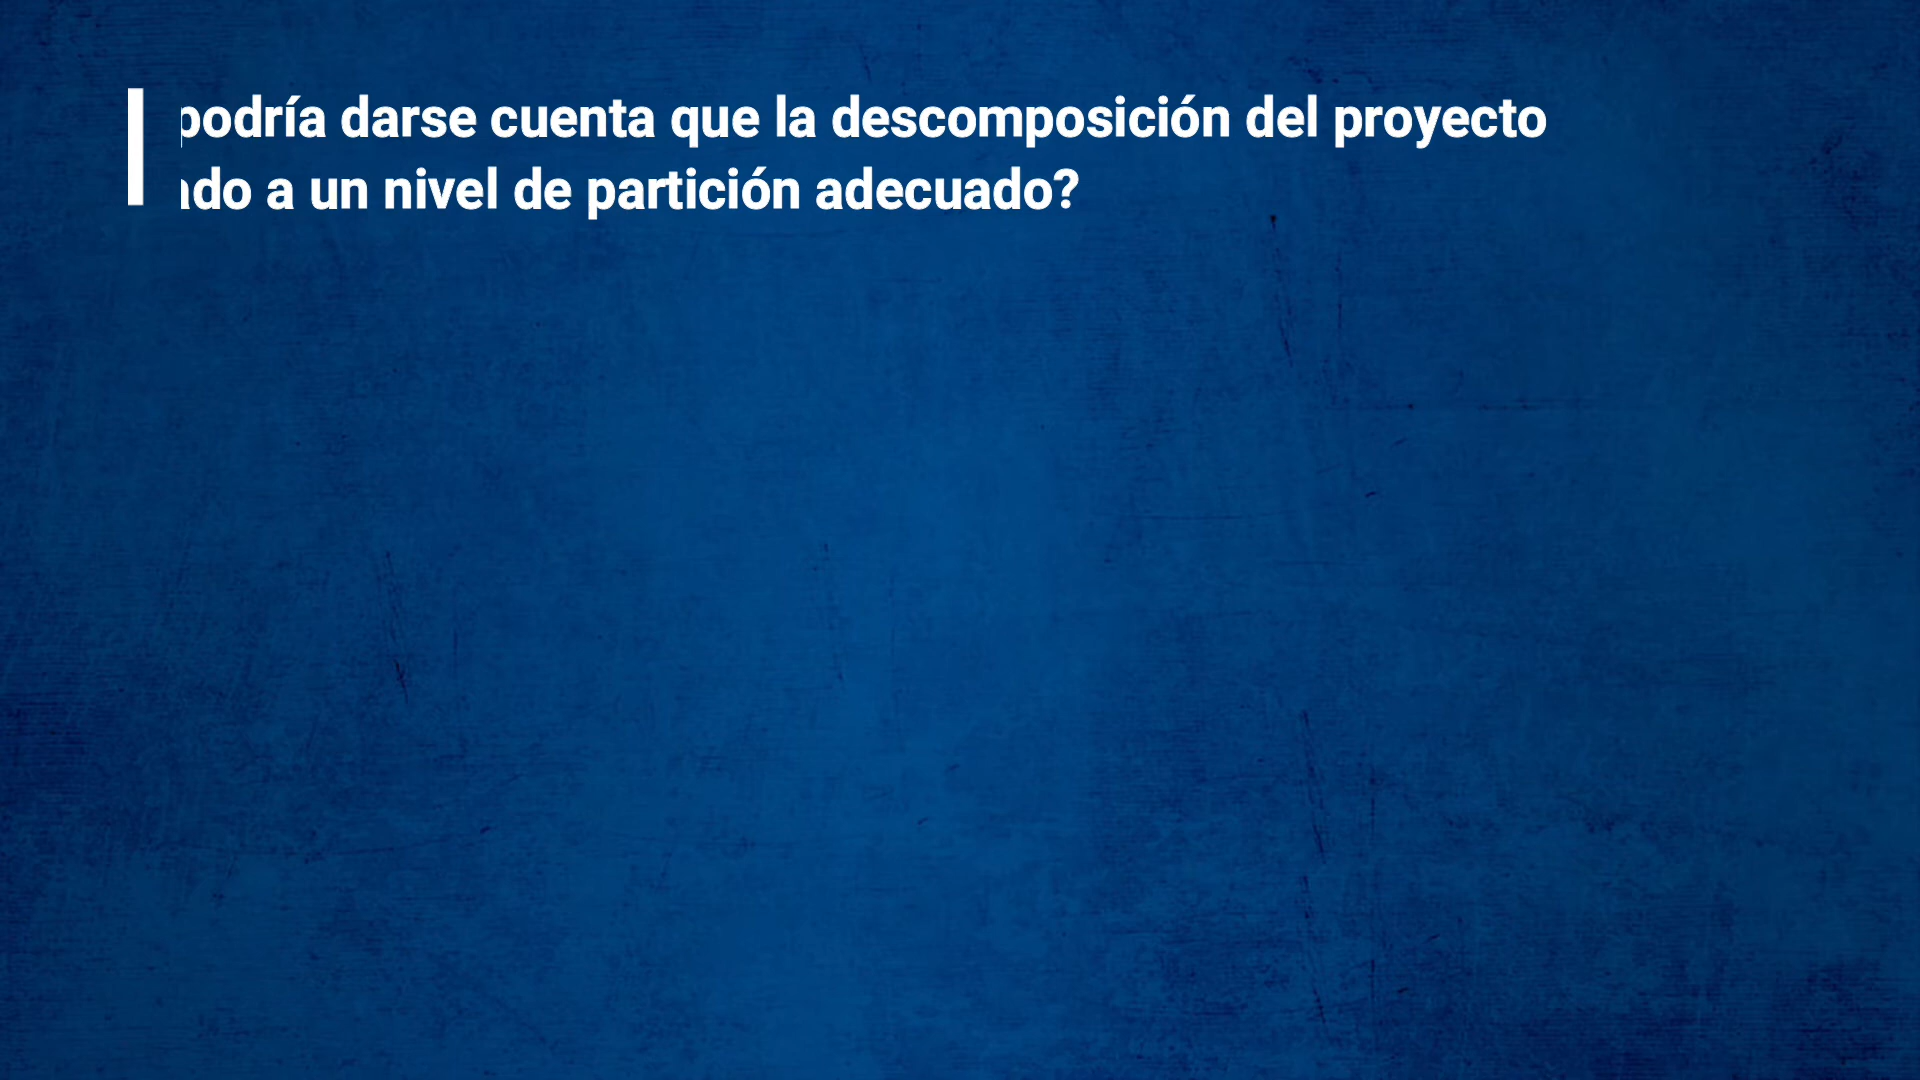 podría darse cuenta que la descomposición del proyecto
do a un nivel de partición adecuado?